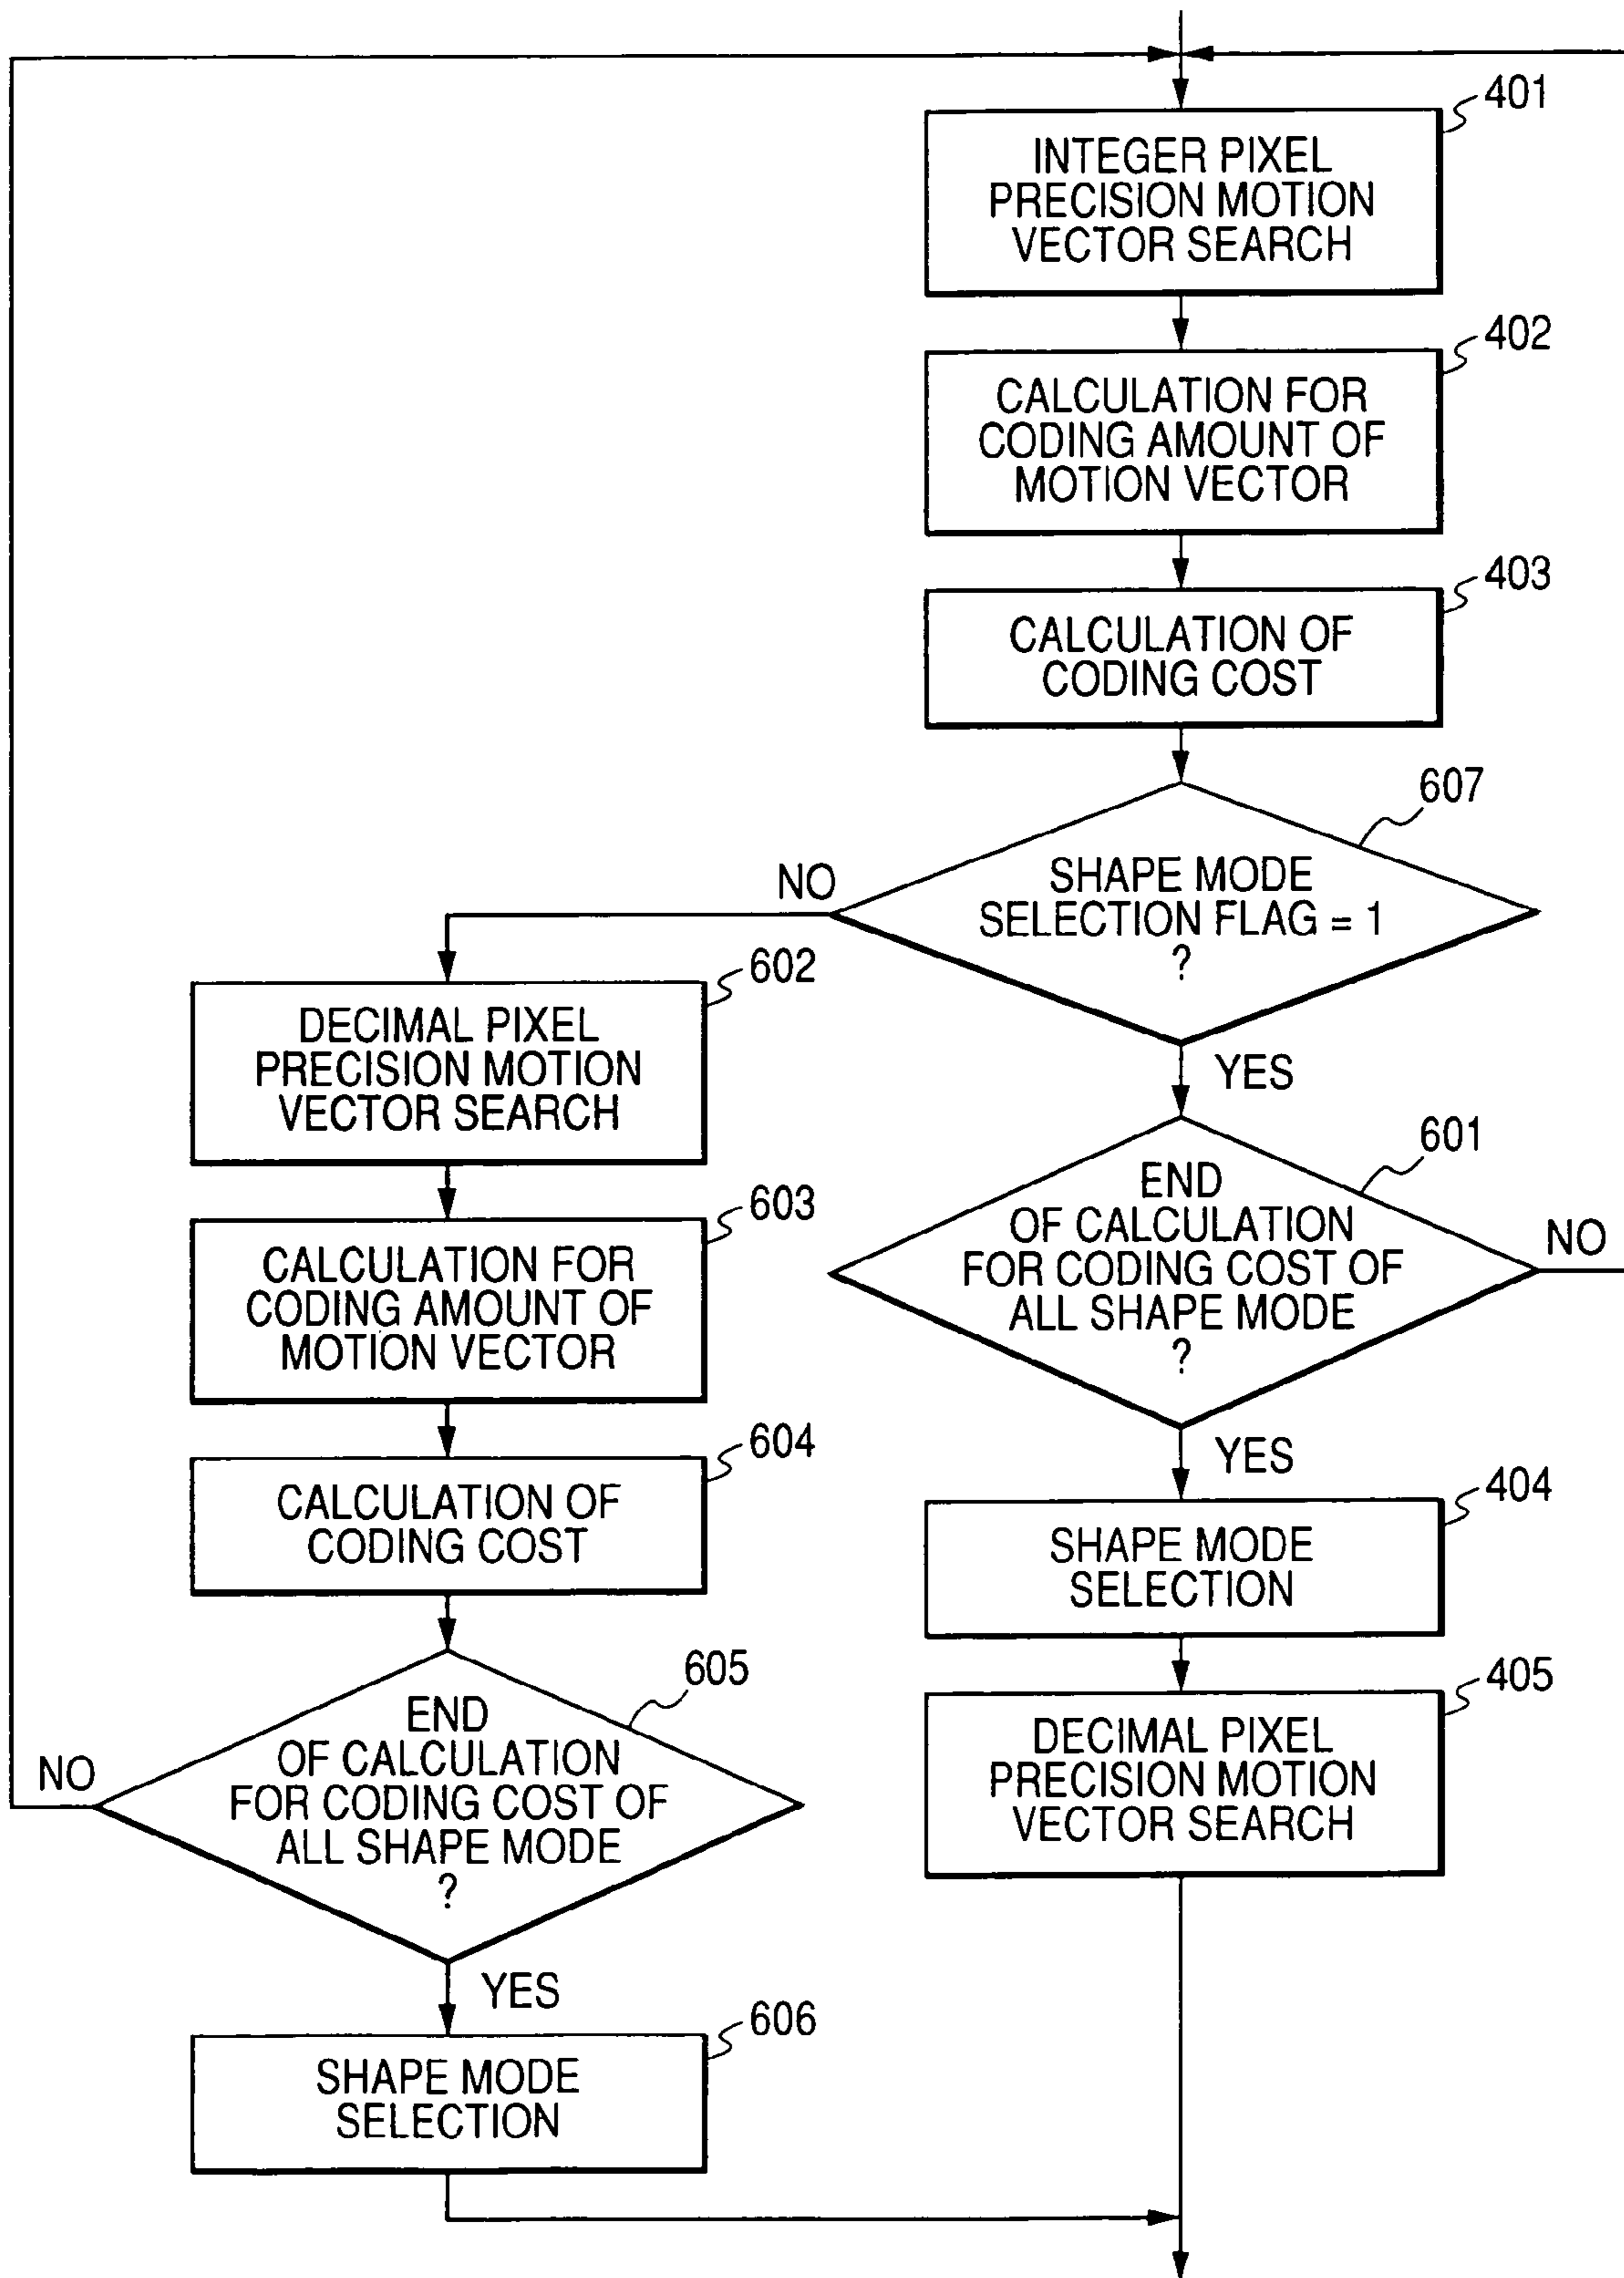 401
INTEGER PIXEL
PRECISION MOTION
VECTOR SEARCH
402
CALCULATION FOR
CODING AMOUNT OF
MOTION VECTOR
403
CALCULATION OF
CODING COST
607
SHAPE MODE
SELECTION FLAG = 1
?
NO
YES
602
DECIMAL PIXEL
PRECISION MOTION
VECTOR SEARCH
603
CALCULATION FOR
CODING AMOUNT OF
MOTION VECTOR
604
CALCULATION OF
CODING COST
605
END
OF CALCULATION
FOR CODING COST OF
ALL SHAPE MODE
?
NO
YES
606
SHAPE MODE
SELECTION
601
END
OF CALCULATION
FOR CODING COST OF
ALL SHAPE MODE
?
NO
YES
404
SHAPE MODE
SELECTION
405
DECIMAL PIXEL
PRECISION MOTION
VECTOR SEARCH